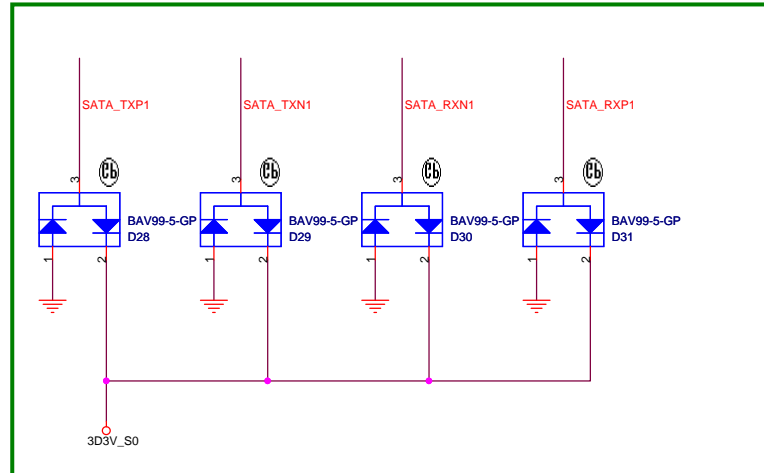 SATA_TXP1
SATA_TXN1
SATA_RXN1
SATA_RXP1
3
3
3
3
BAV99-5-GP
D28
BAV99-5-GP
D29
BAV99-5-GP
D30
BAV99-5-GP
D31
1
2
1
2
1
2
1
2
3D3V_S0